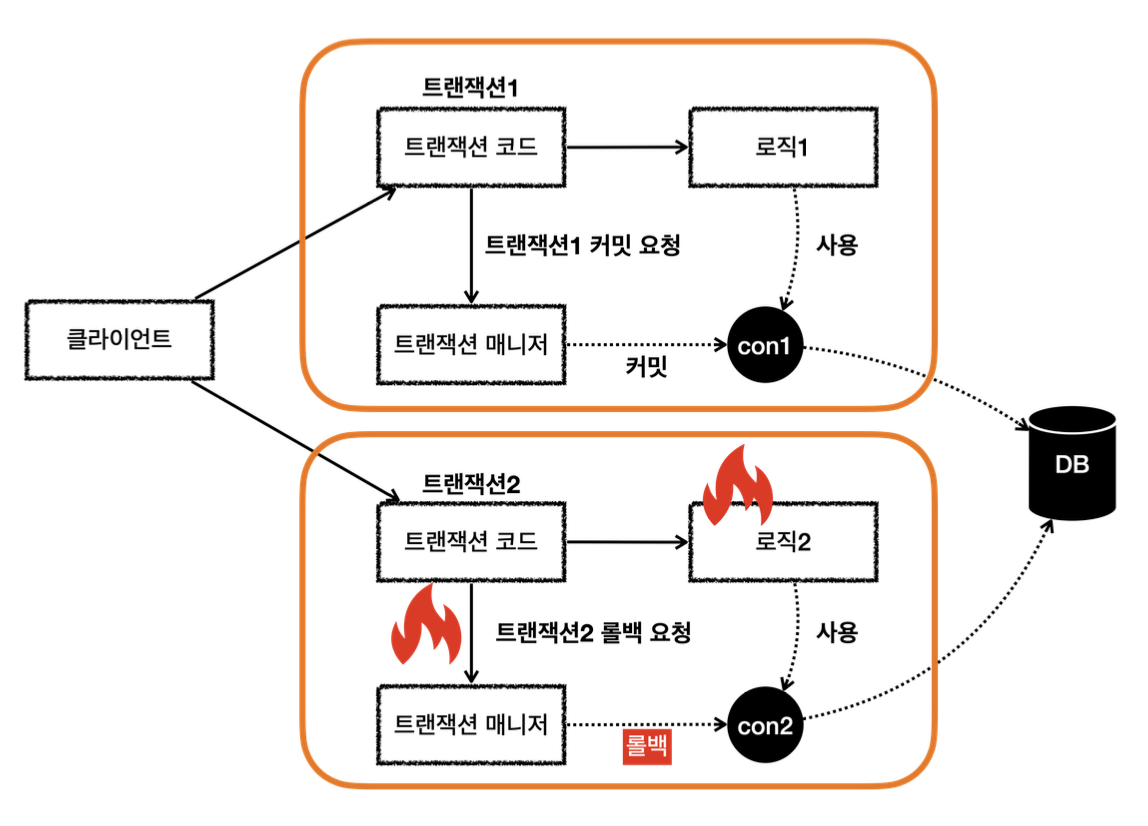 트랜잭션1
트랜잭션 코드
로직1
트랜잭션1 커밋 요청
사용
클라이언트
트랜잭션 매니저
커밋
con1
DB
트랜잭션2
트랜잭션 코드
로직2
트랜잭션2 롤백 요청
사용
트랜잭션 매니저
롤백
con2